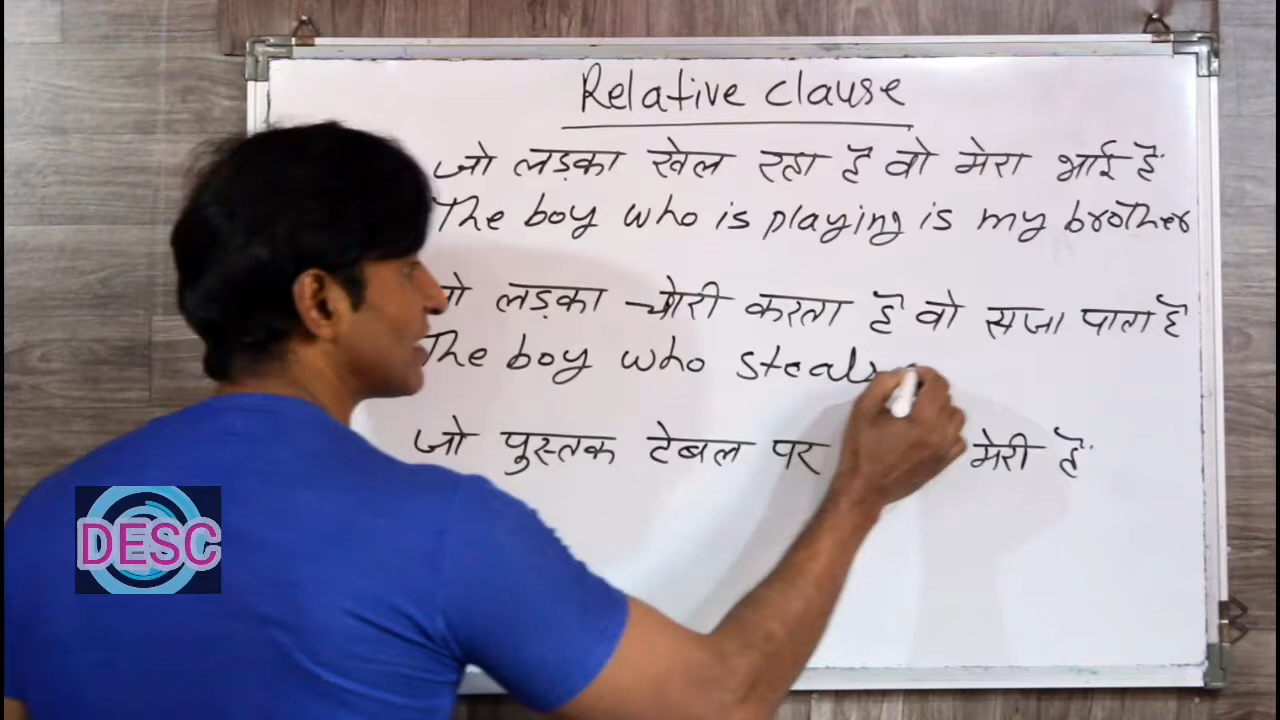 Relative clause
जो लड़का खेल रहा है वो मेरा भाई है
The boy who is playing is my brother
लड़का चोरी करता है वो सजा पाता है
The boy who steals
जो पुस्तक टेबल पर मेरी है
DESC